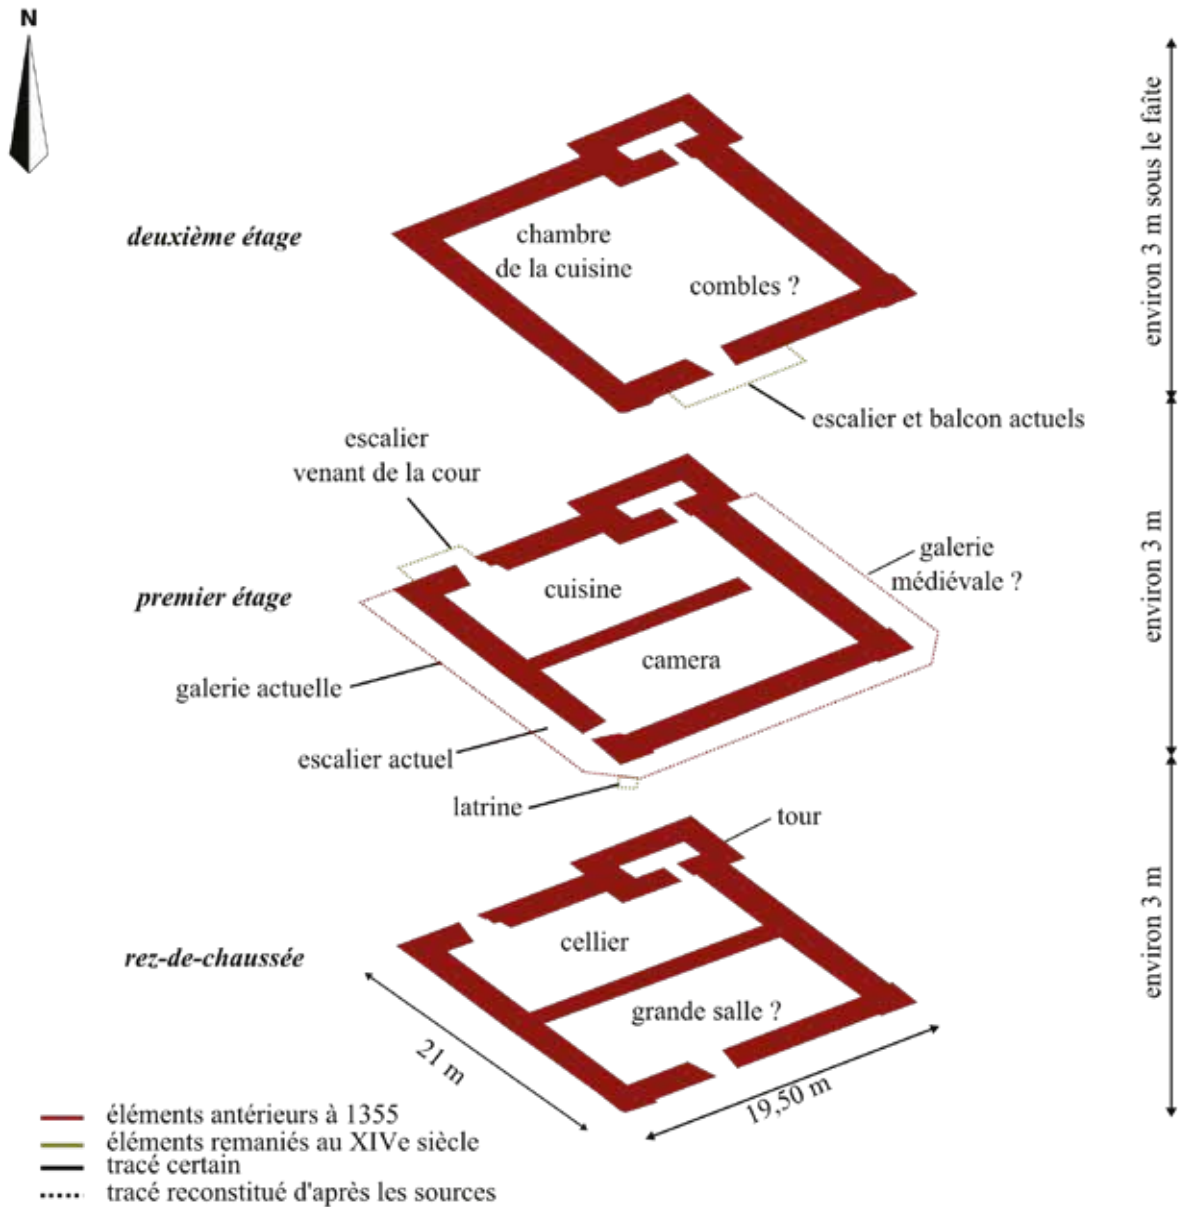 N
environ 3 m sous le faîte
deuxième étage
chambre
de la cuisine
combles ?
escalier et balcon actuels
escalier
venant de la cour
galerie
médiévale ?
environ 3 m
premier étage
cuisine
camera
galerie actuelle
escalier actuel
latrine
tour
environ 3 m
rez-de-chaussée
cellier
grande salle ?
21 m
19,50 m
éléments antérieurs à 1355
éléments remaniés au XIVe siècle
tracé certain
tracé reconstitué d'après les sources